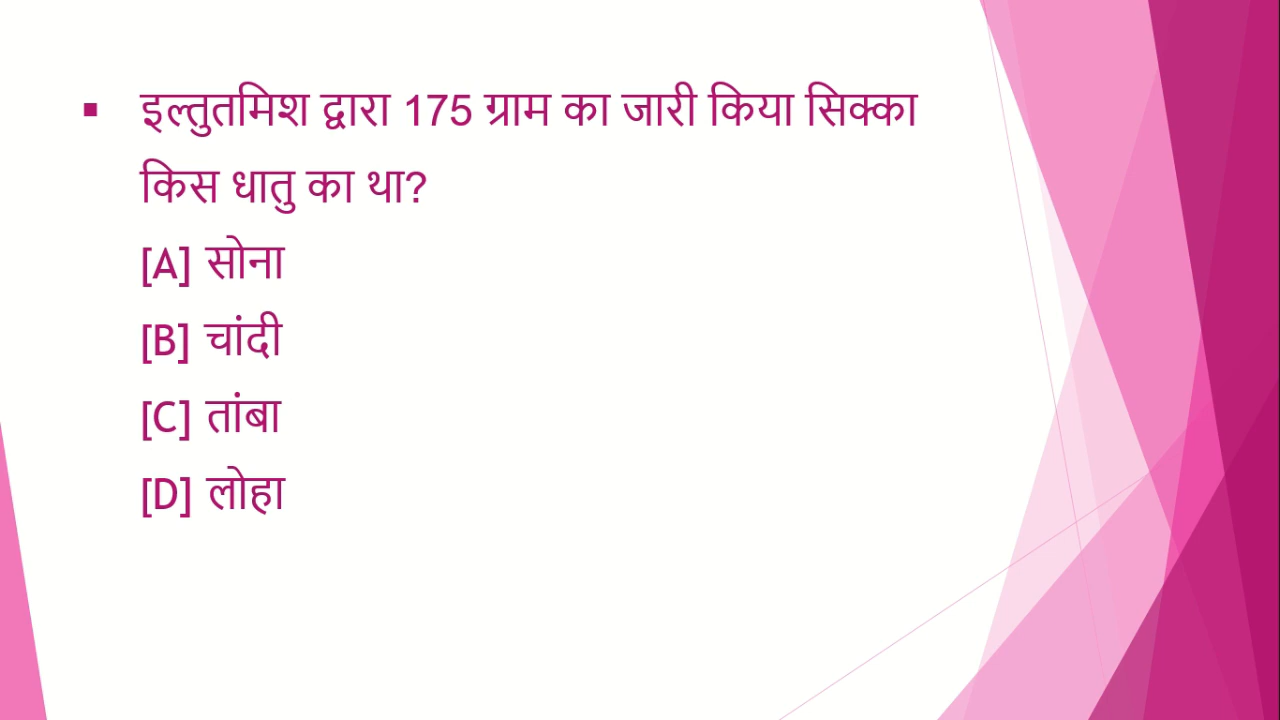 ▪ इल्तुतमिश द्वारा 175 ग्राम का जारी किया सिक्का
किस धातु का था?
[A] सोना
[B] चांदी
[C] तांबा
[D] लोहा